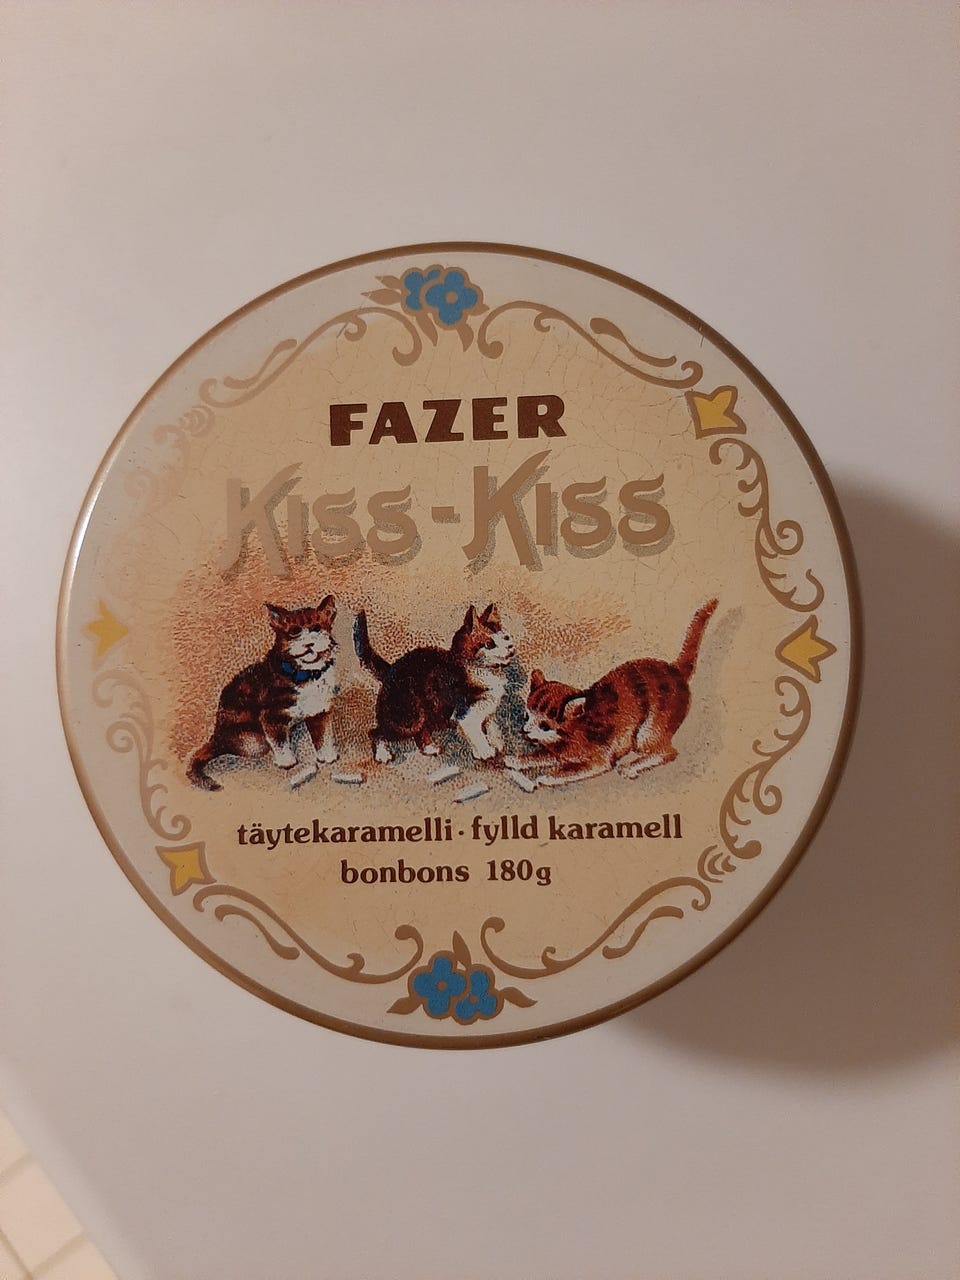 FAZER
Kiss-Kiss
täytekaramelli · fylld karamell
bonbons 180g